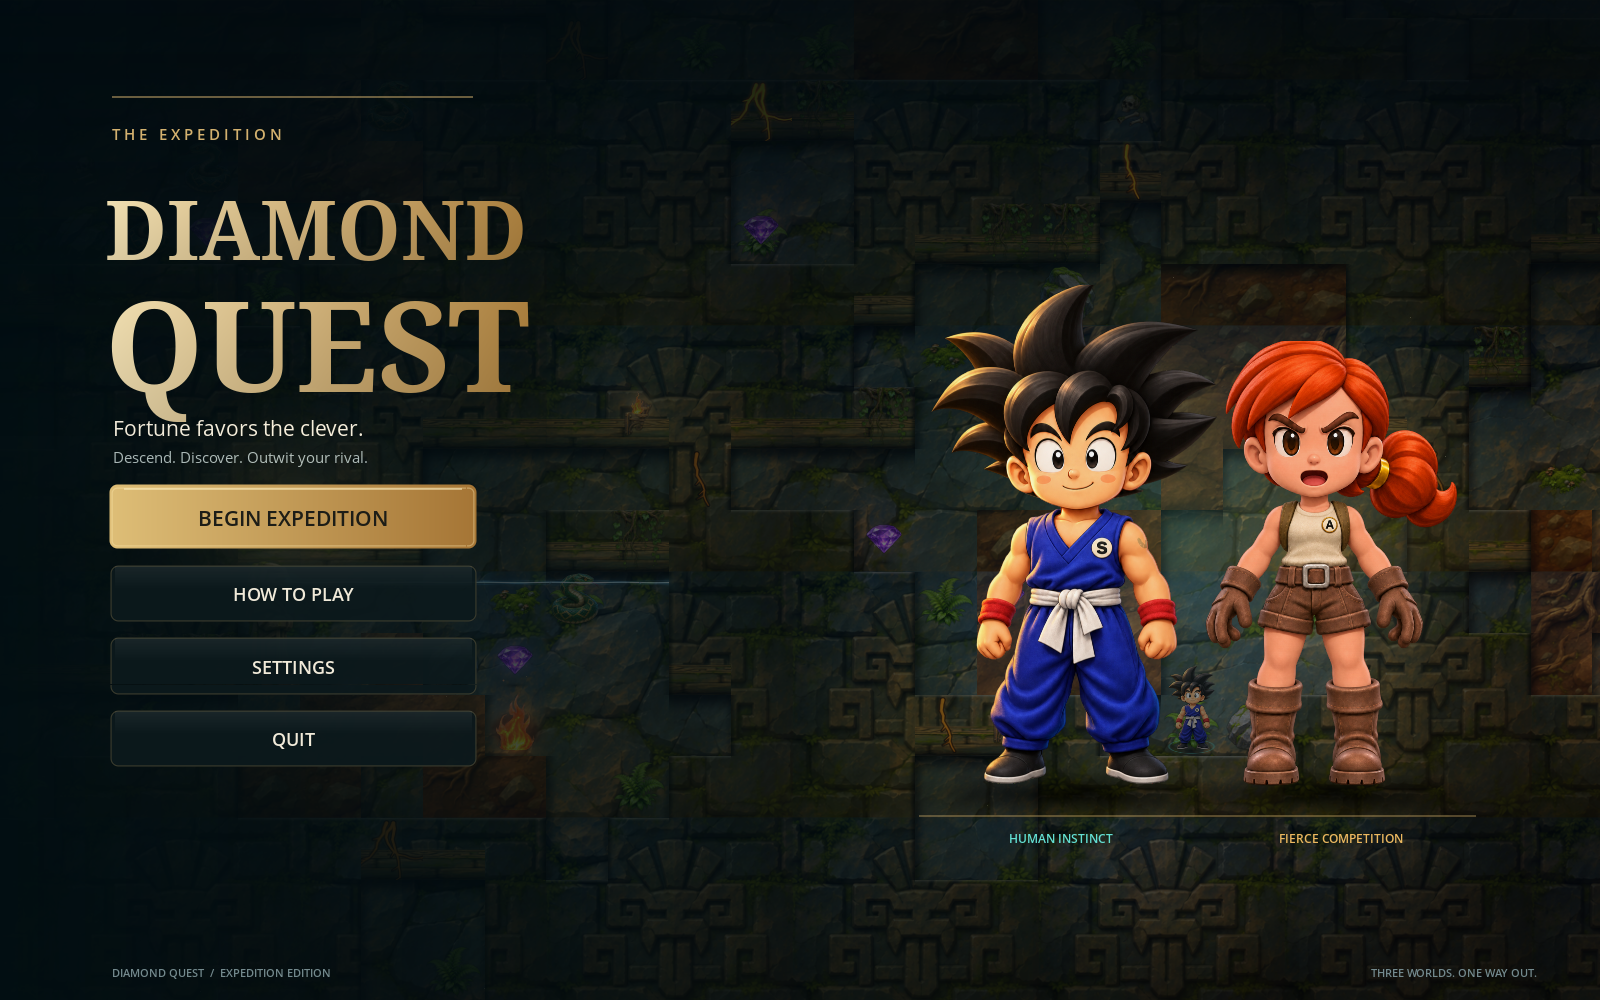 THE EXPEDITION
DIAMOND
QUEST
Fortune favors the clever.
Descend. Discover. Outwit your rival.
BEGIN EXPEDITION
HOW TO PLAY
SETTINGS
QUIT
S
A
HUMAN INSTINCT
FIERCE COMPETITION
DIAMOND QUEST / EXPEDITION EDITION
THREE WORLDS. ONE WAY OUT.